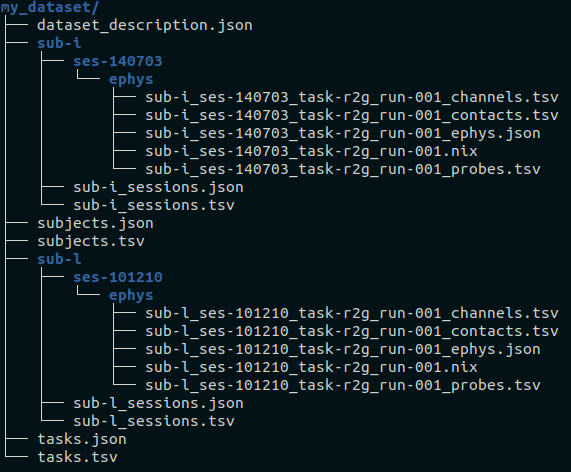 my_dataset/
dataset_description.json
sub-i
ses-140703
ephys
sub-i_ses-140703_task-r2g_run-001_channels.tsv
sub-i_ses-140703_task-r2g_run-001_contacts.tsv
sub-i_ses-140703_task-r2g_run-001_ephys.json
sub-i_ses-140703_task-r2g_run-001.nix
sub-i_ses-140703_task-r2g_run-001_probes.tsv
sub-i_sessions.json
sub-i_sessions.tsv
subjects.json
subjects.tsv
sub-l
ses-101210
ephys
sub-l_ses-101210_task-r2g_run-001_channels.tsv
sub-l_ses-101210_task-r2g_run-001_contacts.tsv
sub-l_ses-101210_task-r2g_run-001_ephys.json
sub-l_ses-101210_task-r2g_run-001.nix
sub-l_ses-101210_task-r2g_run-001_probes.tsv
sub-l_sessions.json
sub-l_sessions.tsv
tasks.json
tasks.tsv